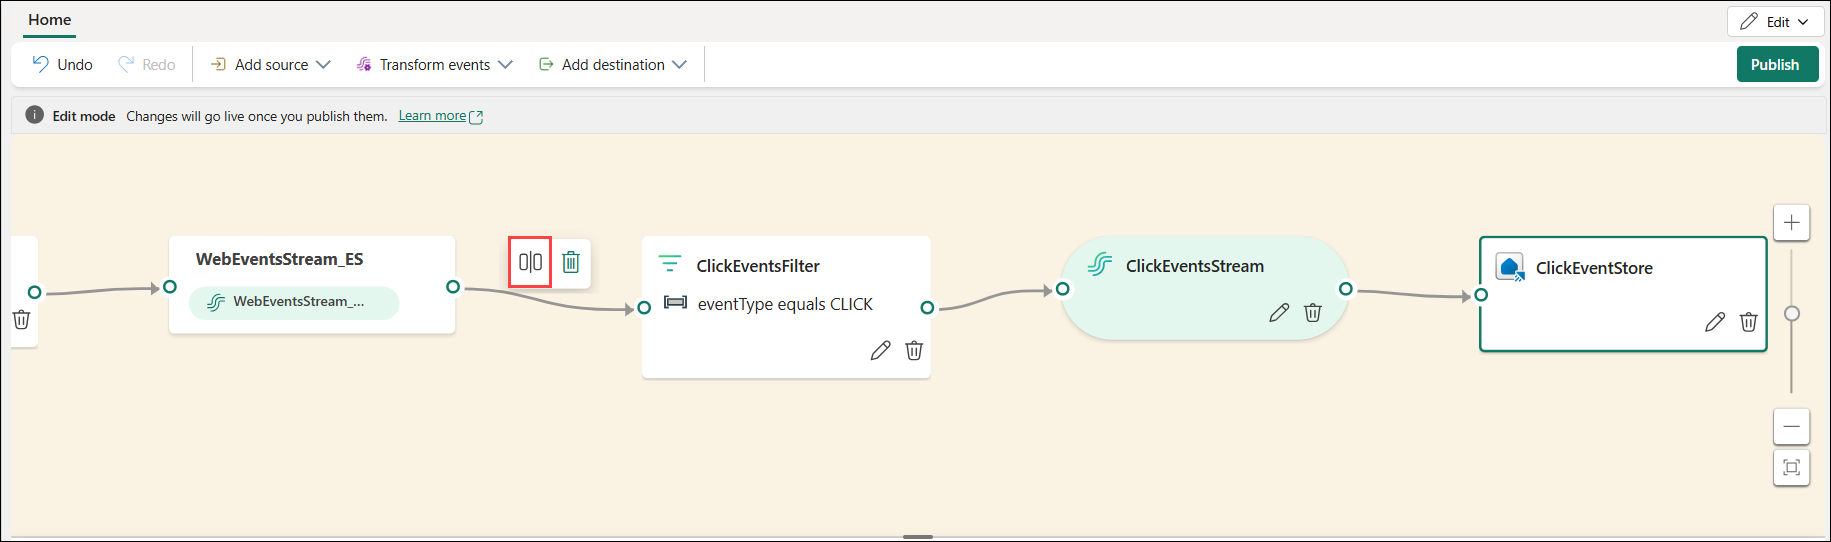 Home
Edit
Undo
Redo
Add source
Transform events
Add destination
Publish
Edit mode Changes will go live once you publish them. Learn more
WebEventsStream_ES
WebEventsStream_...
ClickEventsFilter
eventType equals CLICK
ClickEventsStream
ClickEventStore